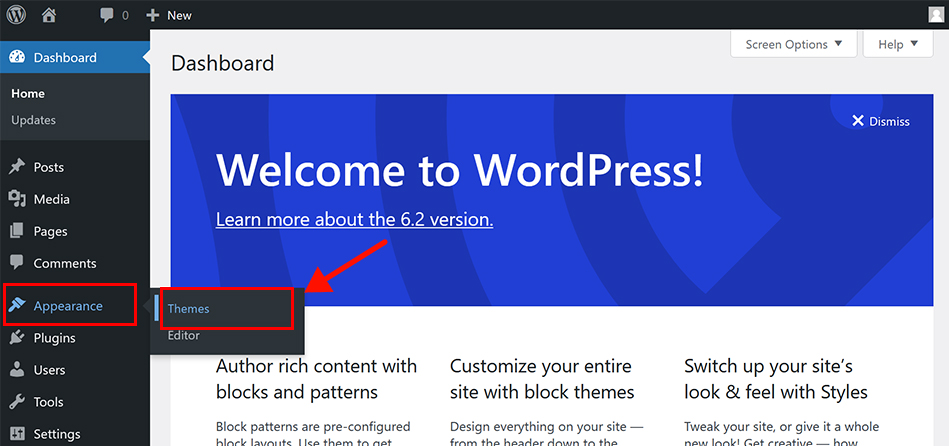 0
New
Screen Options
Help
Dashboard
Home
Updates
Posts
Media
Pages
Comments
Appearance
Plugins
Users
Tools
Settings
Themes
Editor
Dashboard
Dismiss
Welcome to WordPress!
Learn more about the 6.2 version.
Author rich content with
blocks and patterns
Block patterns are pre-configured
block layouts. Use them to get
Customize your entire
site with block themes
Design everything on your site —
from the header down to the
Switch up your site’s
look & feel with Styles
Tweak your site, or give it a whole
new look! Get creative — how